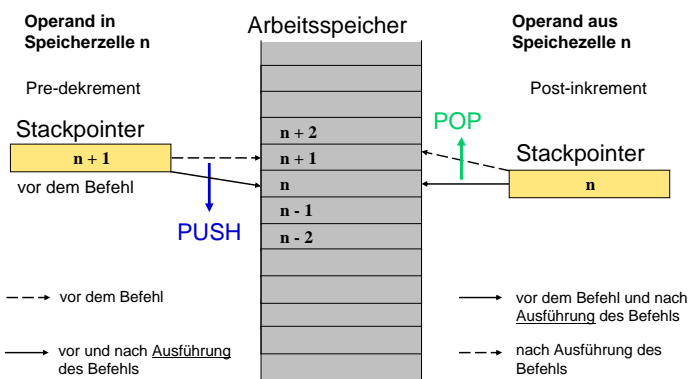 Operand in
Speicherzelle n
Arbeitsspeicher
Operand aus
Speichezelle n
Pre-dekrement
Post-inkrement
Stackpointer
n + 1
vor dem Befehl
PUSH
n + 2
n + 1
n
n - 1
n - 2
POP
Stackpointer
n
vor dem Befehl
vor und nach Ausführung
des Befehls
vor dem Befehl und nach
Ausführung des Befehls
nach Ausführung des
Befehls